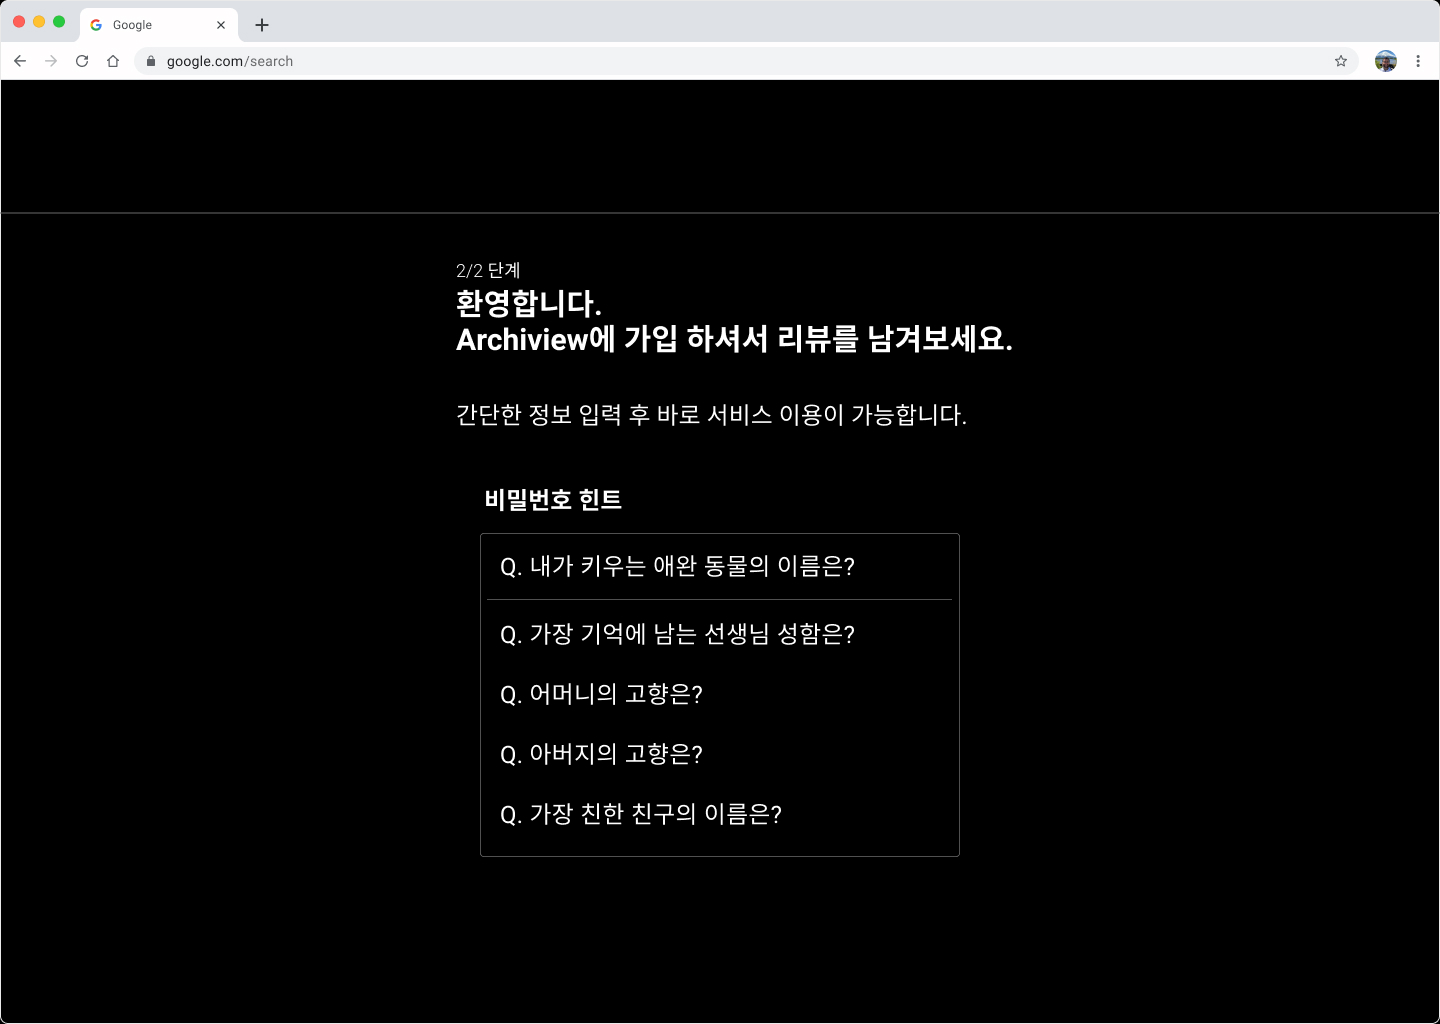 Google
google.com/search
2/2 단계
환영합니다.
Archiview에 가입 하셔서 리뷰를 남겨보세요.
간단한 정보 입력 후 바로 서비스 이용이 가능합니다.
비밀번호 힌트
Q. 내가 키우는 애완 동물의 이름은?
Q. 가장 기억에 남는 선생님 성함은?
Q. 어머니의 고향은?
Q. 아버지의 고향은?
Q. 가장 친한 친구의 이름은?